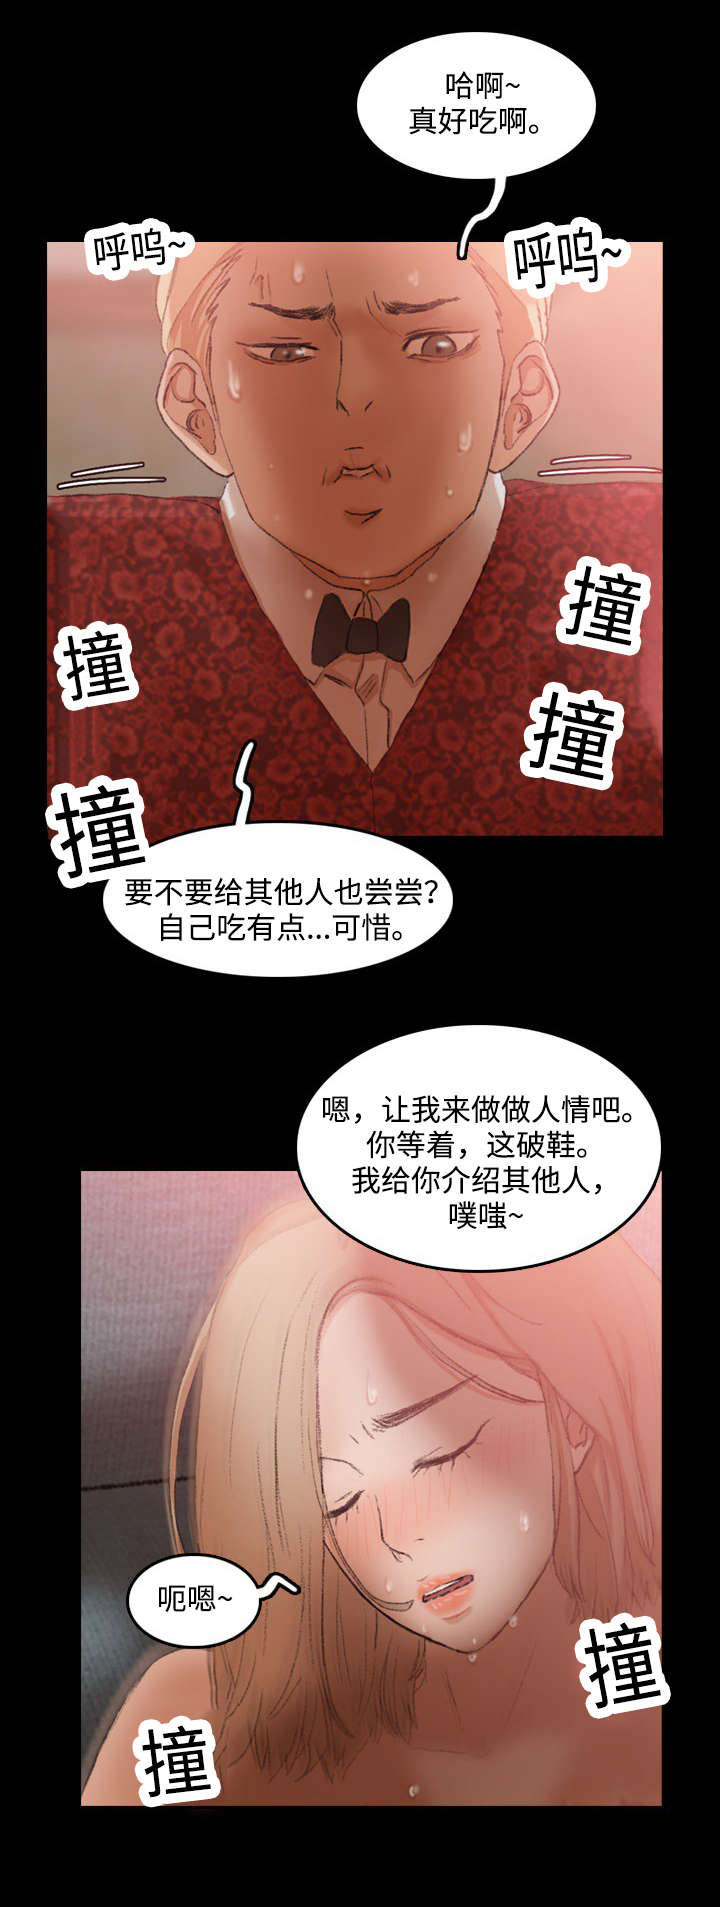 哈啊~
真好吃啊。
呼呜~
呼呜~
撞
撞
撞
撞
要不要给其他人也尝尝？
自己吃有点...可惜。
嗯，让我来做做人情吧。
你等着，这破鞋。
我给你介绍其他人，
噗嗤~
呃嗯~
撞
撞